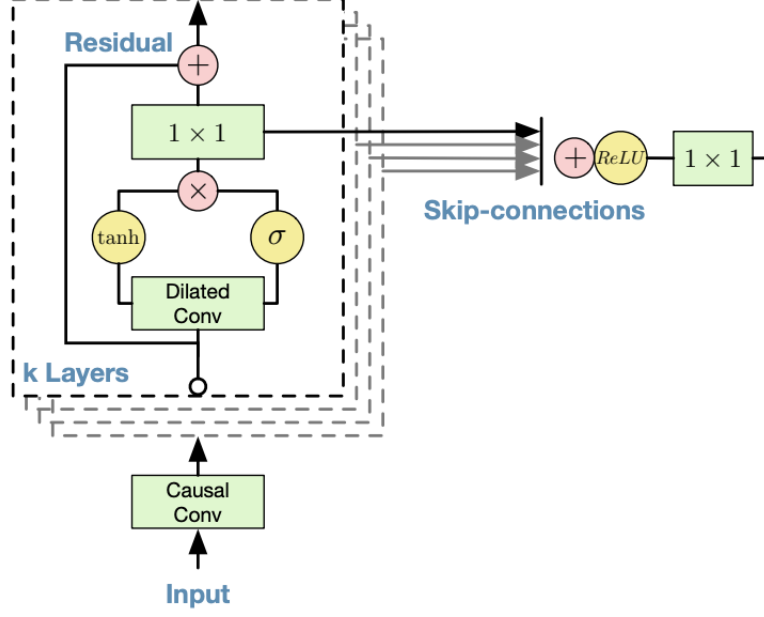 Residual
+
1 × 1
×
tanh
σ
Dilated
Conv
k Layers
Causal
Conv
Input
Skip-connections
+
ReLU
1 × 1